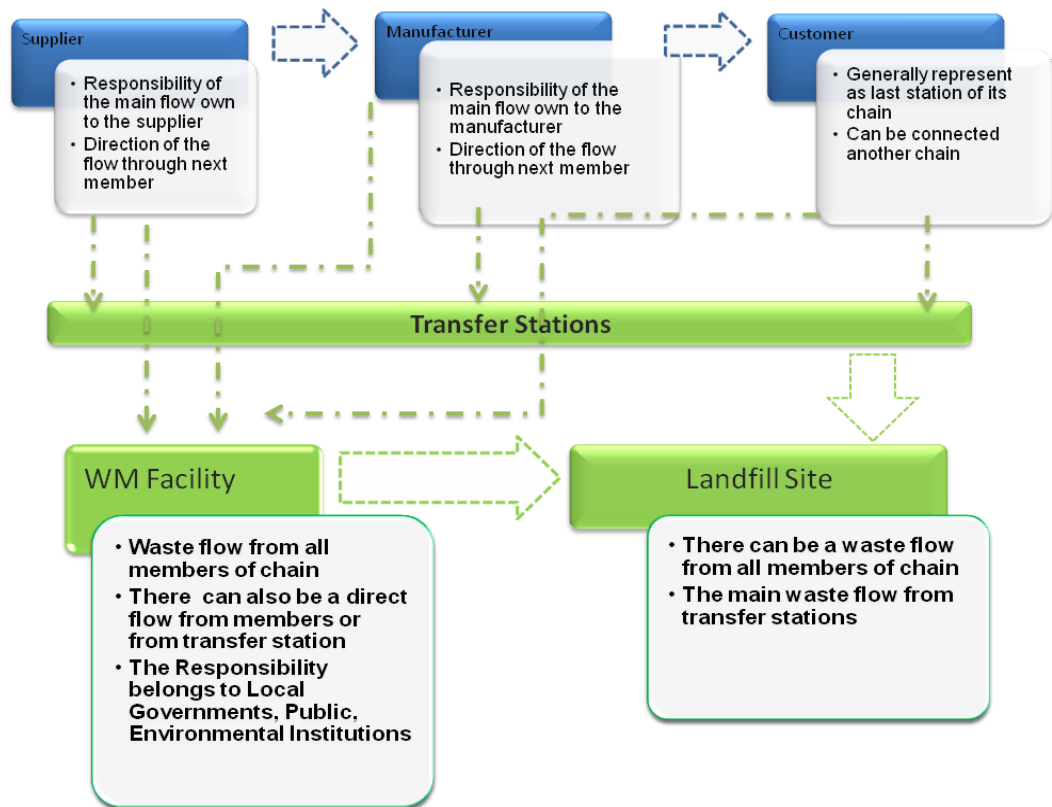 Supplier
• Responsibility of
the main flow own
to the supplier
• Direction of the
flow through next
member
Manufacturer
• Responsibility of the
main flow own to the
manufacturer
• Direction of the flow
through next member
Customer
• Generally represent
as last station of its
chain
• Can be connected
another chain
Transfer Stations
WM Facility
• Waste flow from all
members of chain
• There can also be a direct
flow from members or
from transfer station
• The Responsibility
belongs to Local
Governments, Public,
Environmental Institutions
Landfill Site
• There can be a waste flow
from all members of chain
• The main waste flow from
transfer stations